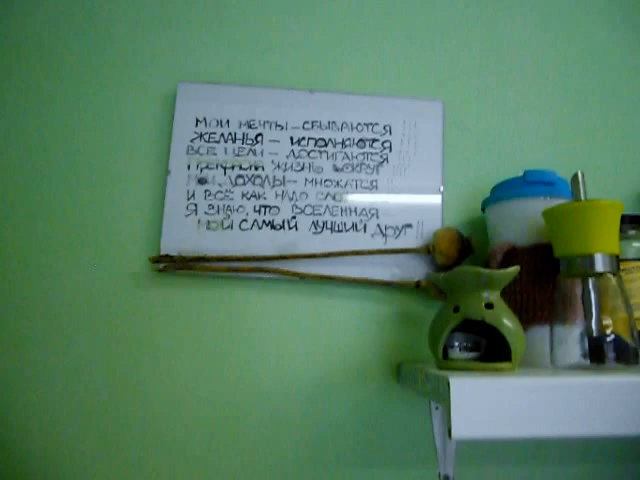 МОИ МЕЧТЫ – СБЫВАЮТСЯ
ЖЕЛАНЬЯ – ИСПОЛНЯЮТСЯ
ВСЕ ЦЕЛИ – ДОСТИГАЮТСЯ
ЖИЗНЬ ВОКРУГ
МОИ ДОХОДЫ – МНОЖАТСЯ
И ВСЁ КАК НАДО
Я ЗНАЮ, ЧТО ВСЕЛЕННАЯ
МОЙ САМЫЙ ЛУЧШИЙ ДРУГ